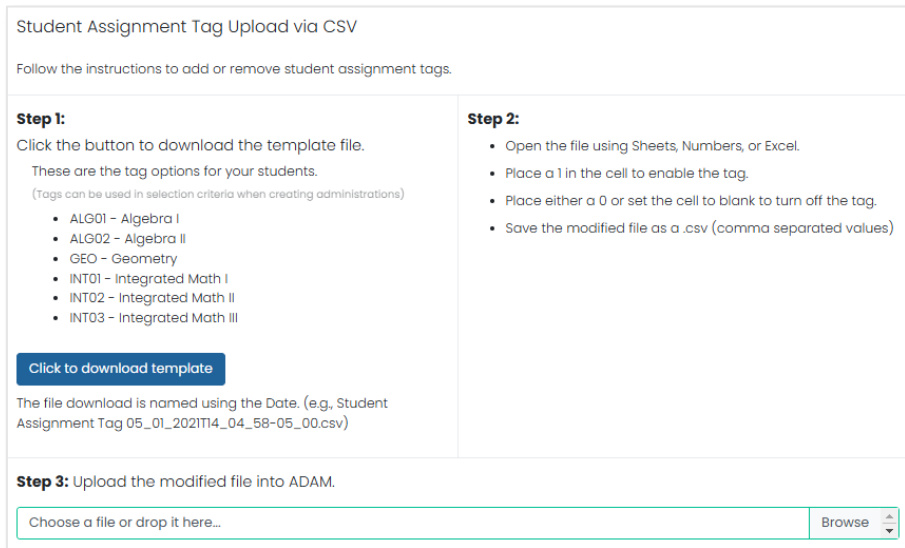 Student Assignment Tag Upload via CSV
Follow the instructions to add or remove student assignment tags.
Step 1:
Click the button to download the template file.
These are the tag options for your students.
(Tags can be used in selection criteria when creating administrations)
• ALG01 - Algebra I
• ALG02 - Algebra II
• GEO - Geometry
• INT01 - Integrated Math I
• INT02 - Integrated Math II
• INT03 - Integrated Math III
Click to download template
The file download is named using the Date. (e.g., Student
Assignment Tag 05_01_2021T14_04_58-05_00.csv)
Step 2:
• Open the file using Sheets, Numbers, or Excel.
• Place a 1 in the cell to enable the tag.
• Place either a 0 or set the cell to blank to turn off the tag.
• Save the modified file as a .csv (comma separated values)
Step 3: Upload the modified file into ADAM.
Choose a file or drop it here...
Browse